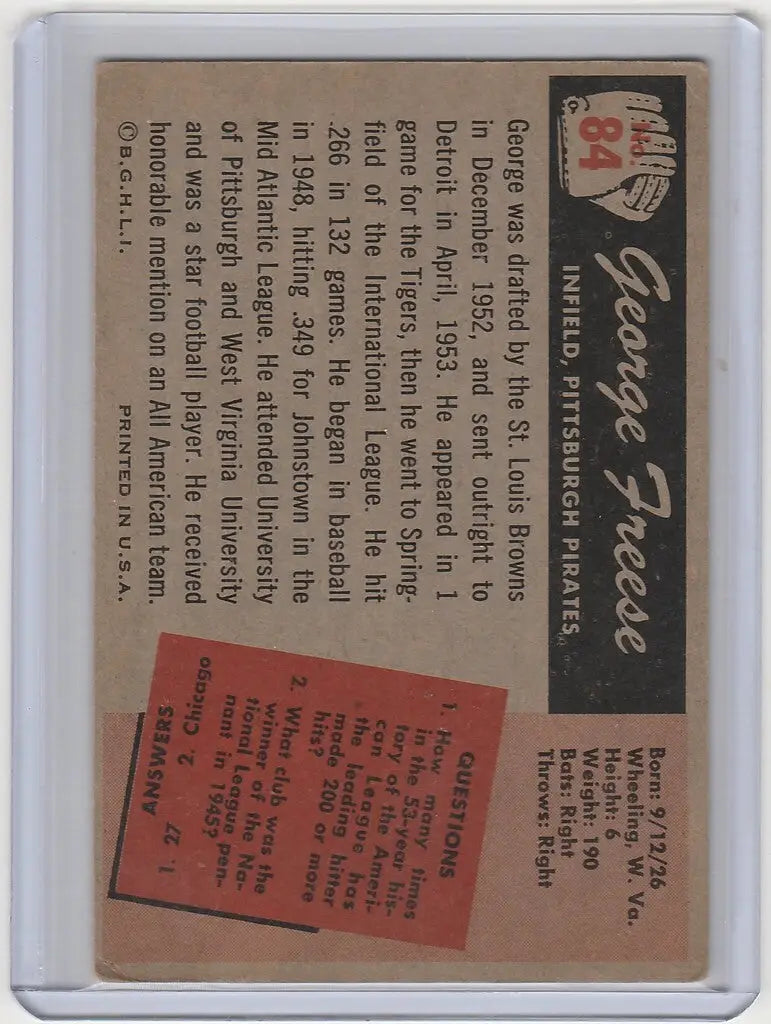 No.
84
George Freese
INFIELD, PITTSBURGH PIRATES
Born: 9/12/26
Wheeling, W. Va.
Height: 6
Weight: 190
Bats: Right
Throws: Right
George was drafted by the St. Louis Browns
in December 1952, and sent outright to
Detroit in April, 1953. He appeared in 1
game for the Tigers, then he went to Spring-
field of the International League. He hit
.266 in 132 games. He began in baseball
in 1948, hitting .349 for Johnstown in the
Mid Atlantic League. He attended University
of Pittsburgh and West Virginia University
and was a star football player. He received
honorable mention on an All American team.
©B.G.H.L.I.
PRINTED IN U.S.A.
QUESTIONS
1. How many times
in the 53-year his-
tory of the Ameri-
can League has
the leading hitter
made 200 or more
hits?
2. What club was the
winner of the Na-
tional League pen-
nant in 1945?
ANSWERS
1. 27
2. Chicago